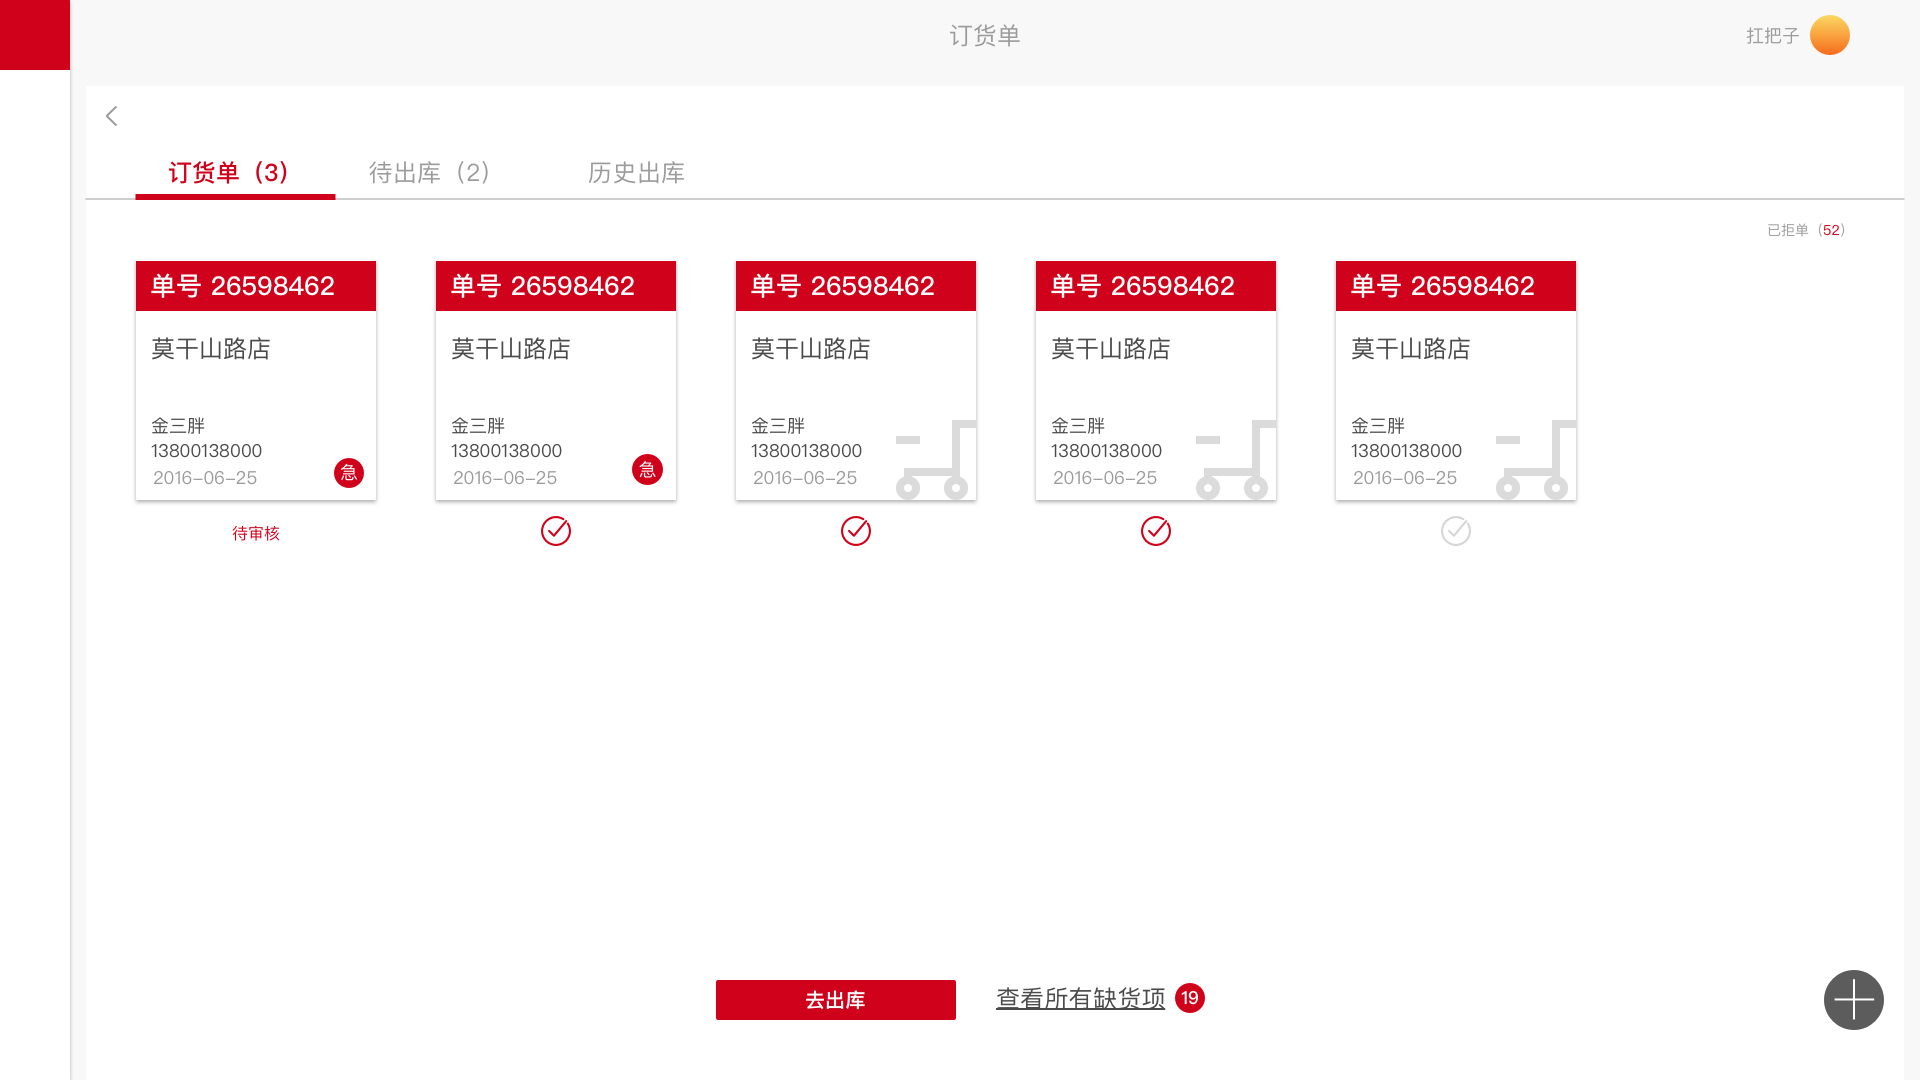 订货单
扛把子
订货单（3）
待出库（2）
历史出库
已拒单（52）
单号 26598462
莫干山路店
金三胖
13800138000
2016-06-25
急
待审核
单号 26598462
莫干山路店
金三胖
13800138000
2016-06-25
急
单号 26598462
莫干山路店
金三胖
13800138000
2016-06-25
单号 26598462
莫干山路店
金三胖
13800138000
2016-06-25
单号 26598462
莫干山路店
金三胖
13800138000
2016-06-25
去出库
查看所有缺货项 19